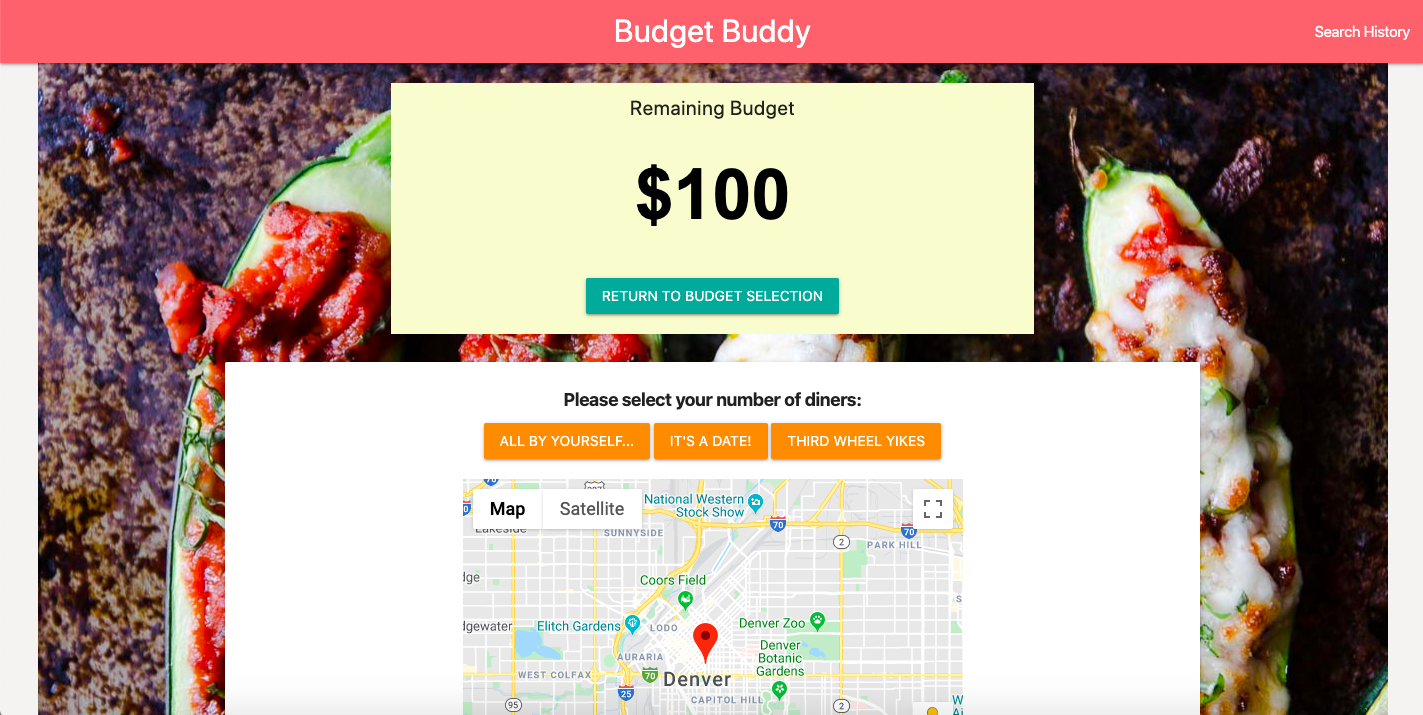 Budget Buddy
Search History
Remaining Budget
$100
RETURN TO BUDGET SELECTION
Please select your number of diners:
ALL BY YOURSELF...
IT'S A DATE!
THIRD WHEEL YIKES
Map
Satellite
National Western
Stock Show
70
SUNNYSIDE
70
2
PARK HILL
Coors Field
Elitch Gardens
LODO
Denver Zoo
AURARIA
Denver
Botanic
Gardens
WEST COLFAX
70
Denver
25
CAPITOL HILL
95
2